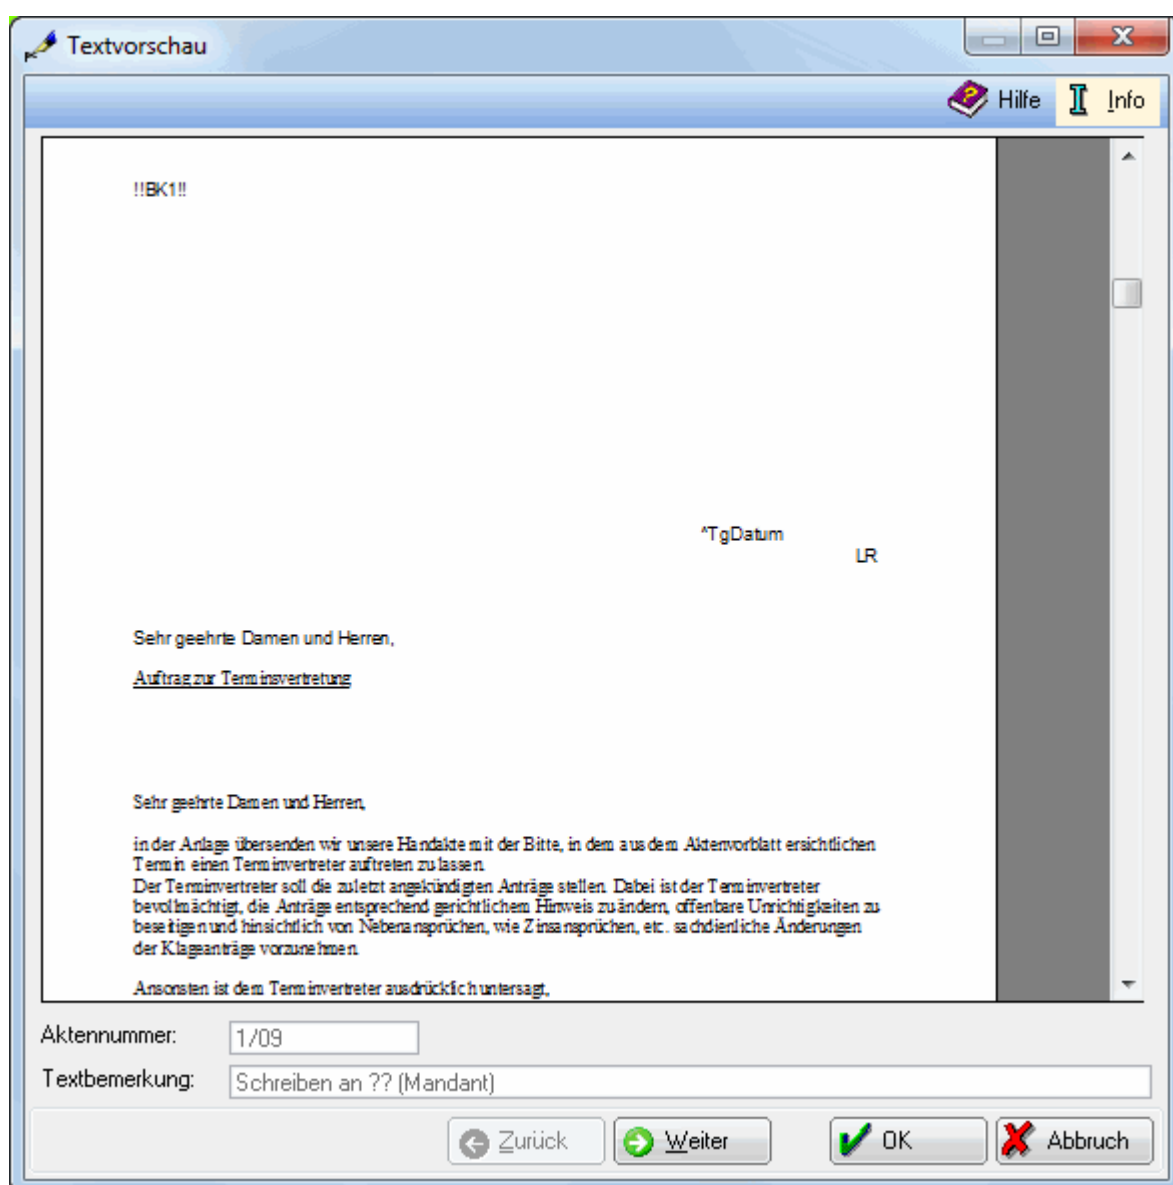 Textvorschau
Hilfe
Info
!!BK1!!
^TgDatum
LR
Sehr geehrte Damen und Herren,
Auftrag zur Terminsvertretung
Sehr geehrte Damen und Herren,
in der Anlage übersenden wir unsere Handakte mit der Bitte, in dem aus dem Aktenvorblatt ersichtlichen
Termin einen Terminvertreter auftreten zu lassen.
Der Terminvertreter soll die zuletzt angekündigten Anträge stellen. Dabei ist der Terminvertreter
bevollmächtigt, die Anträge entsprechend gerichtlichem Hinweis zu ändern, offenbare Unrichtigkeiten zu
beseitigen und hinsichtlich von Nebenansprüchen, wie Zinsansprüchen, etc. sachdienliche Änderungen
der Klageanträge vorzunehmen.
Ansonsten ist dem Terminvertreter ausdrücklich untersagt,
Aktennummer:
1/09
Textbemerkung:
Schreiben an ?? (Mandant)
Zurück
Weiter
OK
Abbruch